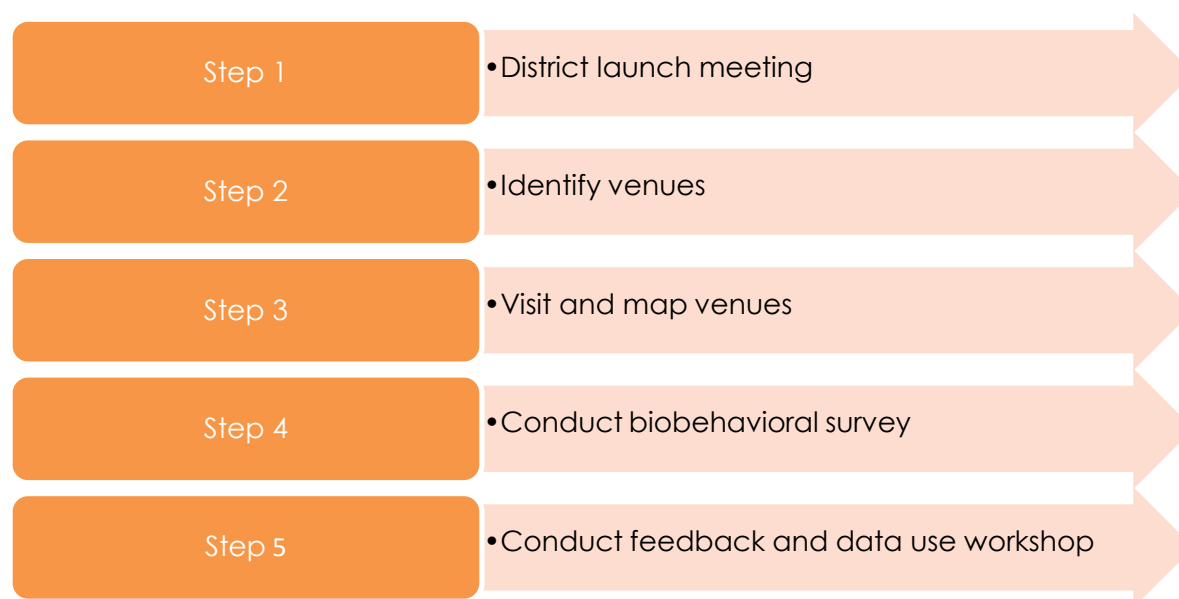 Step 1
•District launch meeting
Step 2
•Identify venues
Step 3
•Visit and map venues
Step 4
•Conduct biobehavioral survey
Step 5
•Conduct feedback and data use workshop